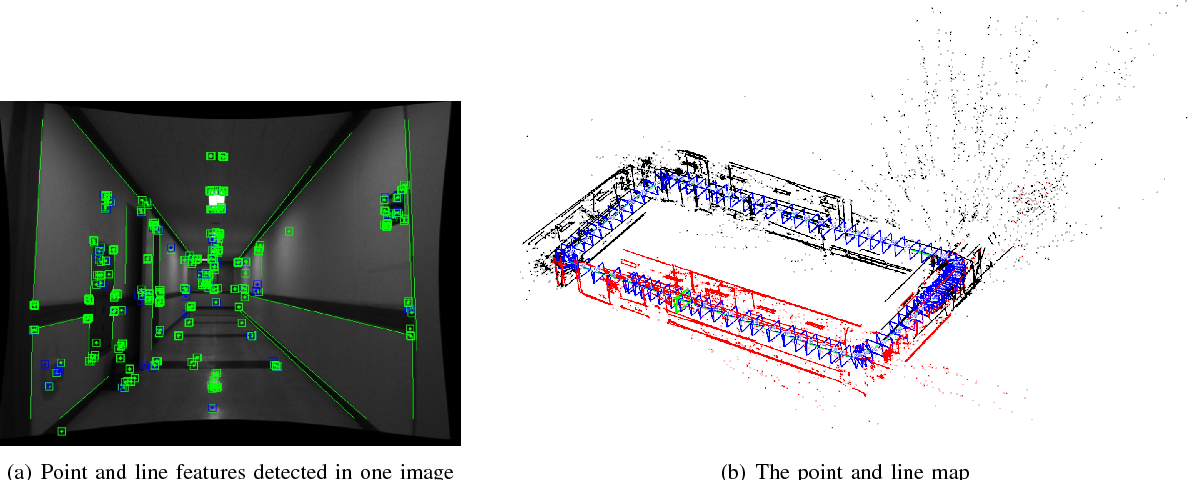 (a) Point and line features detected in one image
(b) The point and line map